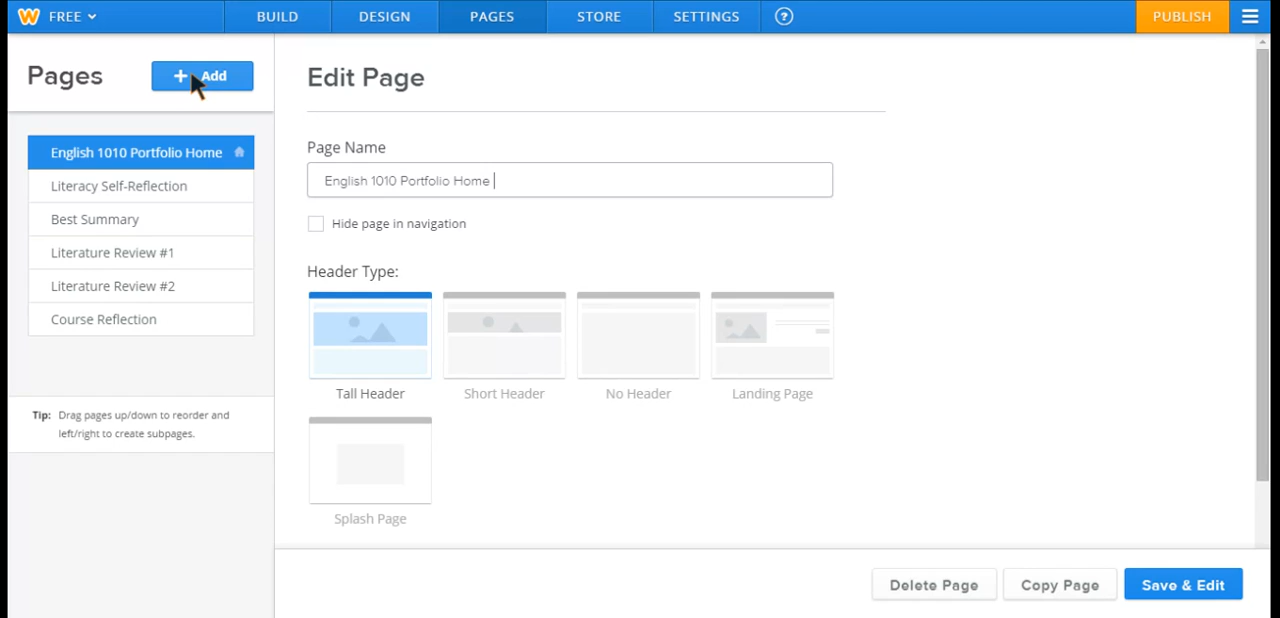 FREE
BUILD
DESIGN
PAGES
STORE
SETTINGS
?
PUBLISH
Pages
+ Add
English 1010 Portfolio Home
Literacy Self-Reflection
Best Summary
Literature Review #1
Literature Review #2
Course Reflection
Tip: Drag pages up/down to reorder and
left/right to create subpages.
Edit Page
Page Name
English 1010 Portfolio Home
Hide page in navigation
Header Type:
Tall Header
Short Header
No Header
Landing Page
Splash Page
Delete Page
Copy Page
Save & Edit